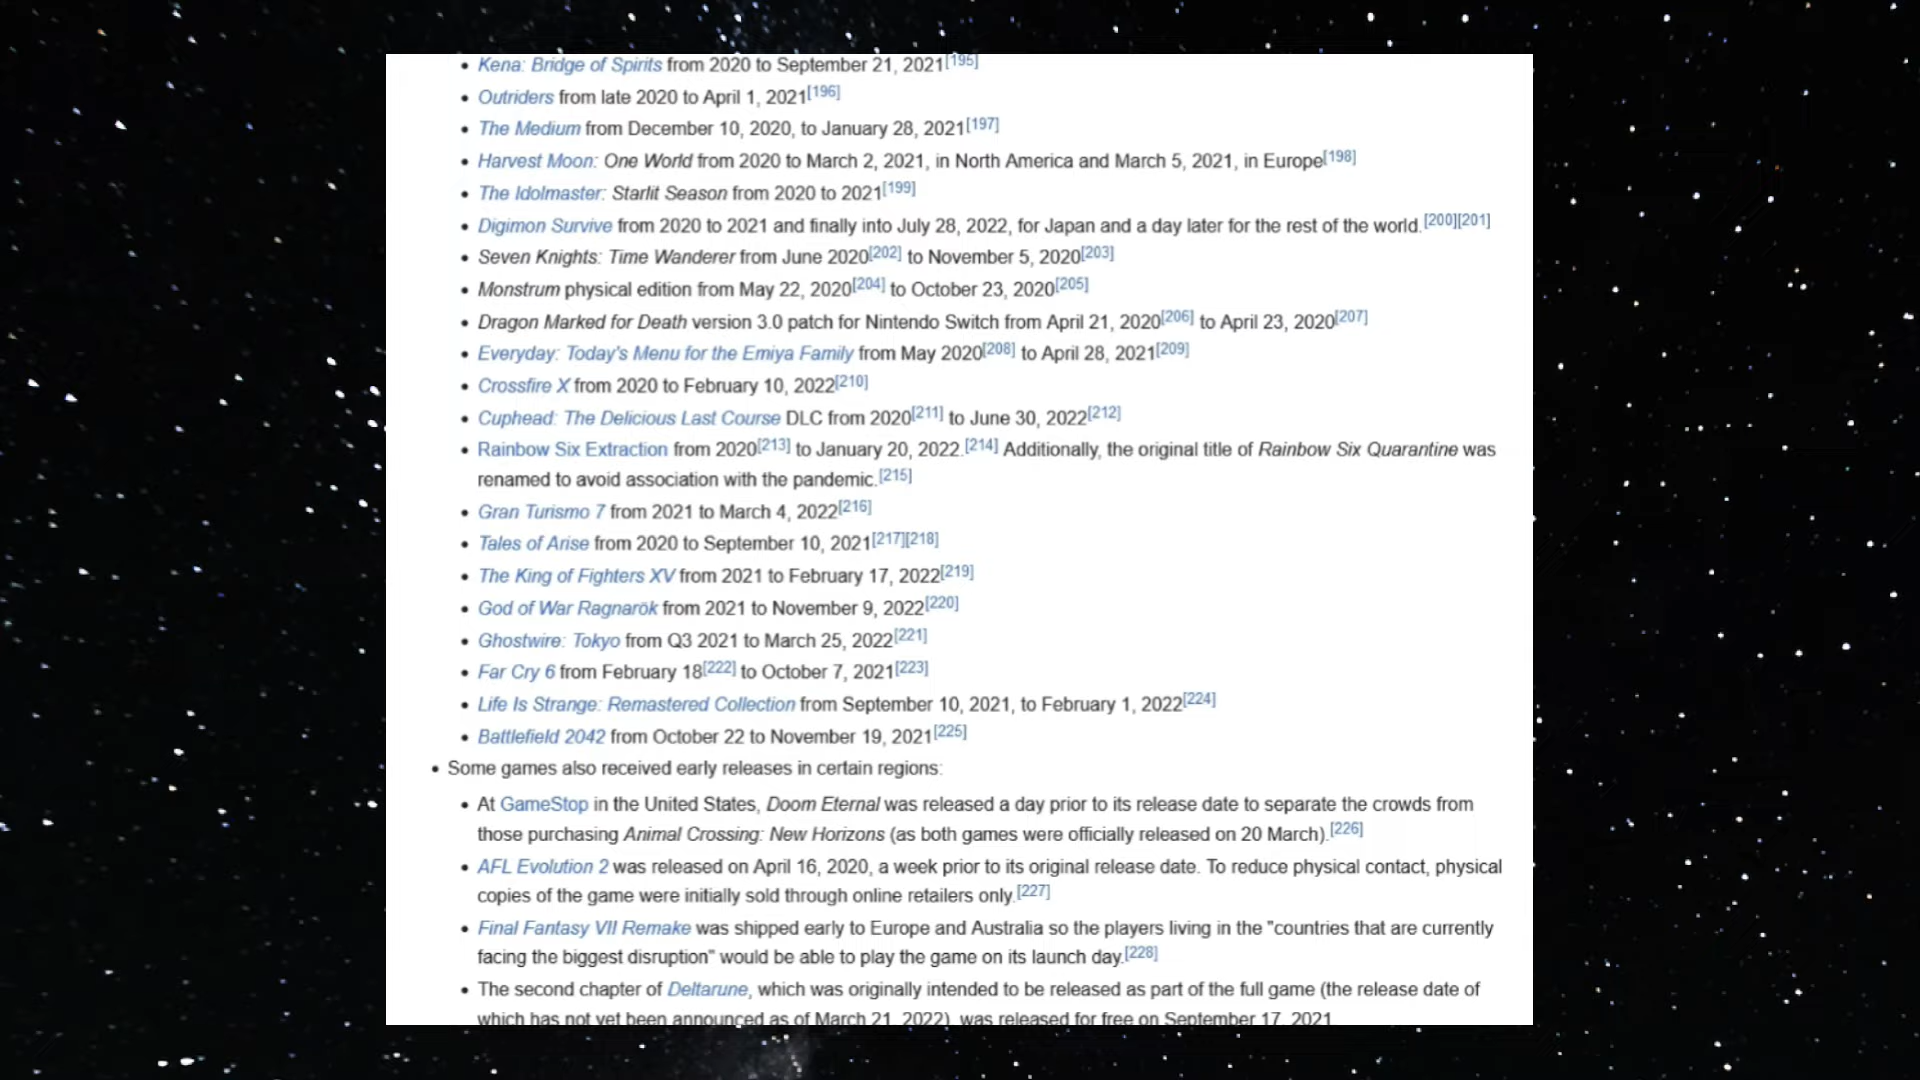 • Kena: Bridge of Spirits from 2020 to September 21, 2021[195]
• Outriders from late 2020 to April 1, 2021[196]
• The Medium from December 10, 2020, to January 28, 2021[197]
• Harvest Moon: One World from 2020 to March 2, 2021, in North America and March 5, 2021, in Europe[198]
• The Idolmaster: Starlit Season from 2020 to 2021[199]
• Digimon Survive from 2020 to 2021 and finally into July 28, 2022, for Japan and a day later for the rest of the world.[200][201]
• Seven Knights: Time Wanderer from June 2020[202] to November 5, 2020[203]
• Monstrum physical edition from May 22, 2020[204] to October 23, 2020[205]
• Dragon Marked for Death version 3.0 patch for Nintendo Switch from April 21, 2020[206] to April 23, 2020[207]
• Everyday: Today's Menu for the Emiya Family from May 2020[208] to April 28, 2021[209]
• Crossfire X from 2020 to February 10, 2022[210]
• Cuphead: The Delicious Last Course DLC from 2020[211] to June 30, 2022[212]
• Rainbow Six Extraction from 2020[213] to January 20, 2022.[214] Additionally, the original title of Rainbow Six Quarantine was
renamed to avoid association with the pandemic.[215]
• Gran Turismo 7 from 2021 to March 4, 2022[216]
• Tales of Arise from 2020 to September 10, 2021[217][218]
• The King of Fighters XV from 2021 to February 17, 2022[219]
• God of War Ragnarök from 2021 to November 9, 2022[220]
• Ghostwire: Tokyo from Q3 2021 to March 25, 2022[221]
• Far Cry 6 from February 18[222] to October 7, 2021[223]
• Life Is Strange: Remastered Collection from September 10, 2021, to February 1, 2022[224]
• Battlefield 2042 from October 22 to November 19, 2021[225]
• Some games also received early releases in certain regions:
• At GameStop in the United States, Doom Eternal was released a day prior to its release date to separate the crowds from
those purchasing Animal Crossing: New Horizons (as both games were officially released on 20 March).[226]
• AFL Evolution 2 was released on April 16, 2020, a week prior to its original release date. To reduce physical contact, physical
copies of the game were initially sold through online retailers only.[227]
• Final Fantasy VII Remake was shipped early to Europe and Australia so the players living in the "countries that are currently
facing the biggest disruption" would be able to play the game on its launch day.[228]
• The second chapter of Deltarune, which was originally intended to be released as part of the full game (the release date of
which has not yet been announced as of March 21, 2022), was released for free on September 17, 2021